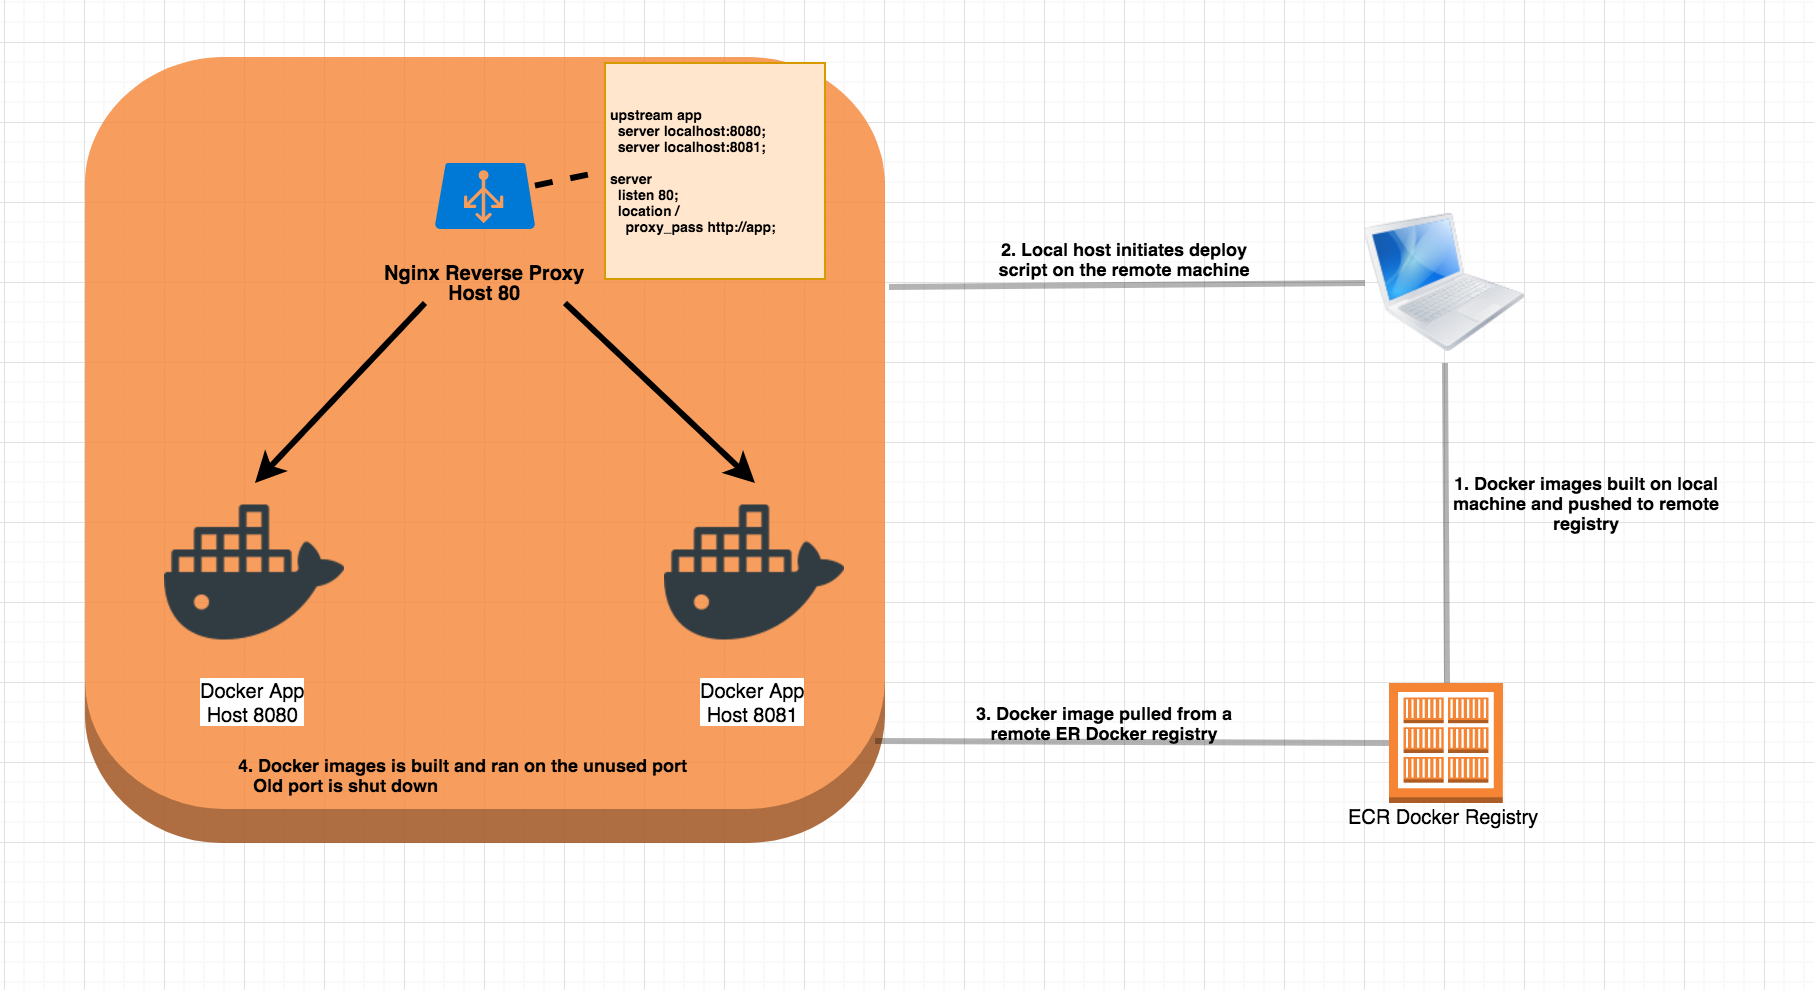 upstream app
server localhost:8080;
server localhost:8081;
server
listen 80;
location /
proxy_pass http://app;
Nginx Reverse Proxy
Host 80
2. Local host initiates deploy
script on the remote machine
1. Docker images built on local
machine and pushed to remote
registry
Docker App
Host 8080
Docker App
Host 8081
3. Docker image pulled from a
remote ER Docker registry
4. Docker images is built and ran on the unused port
Old port is shut down
ECR Docker Registry